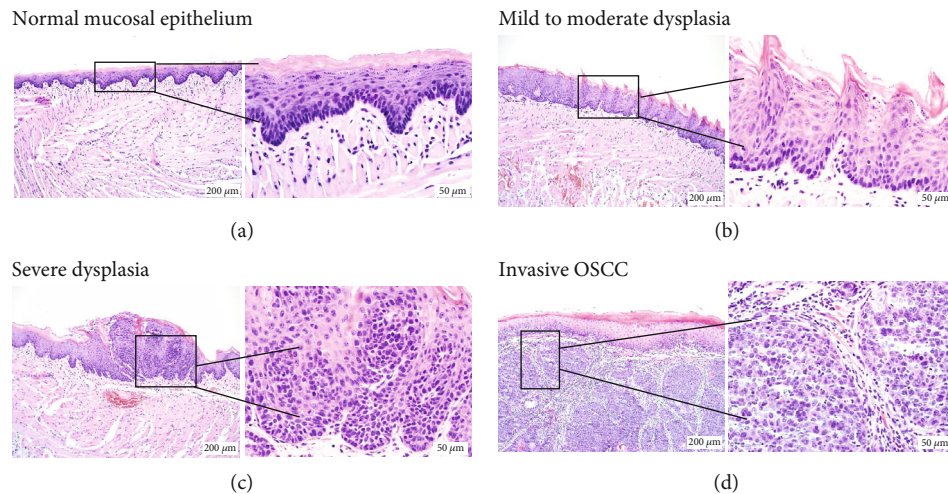 Normal mucosal epithelium
200 µm
50 µm
(a)
Mild to moderate dysplasia
200 µm
50 µm
(b)
Severe dysplasia
200 µm
50 µm
(c)
Invasive OSCC
200 µm
50 µm
(d)